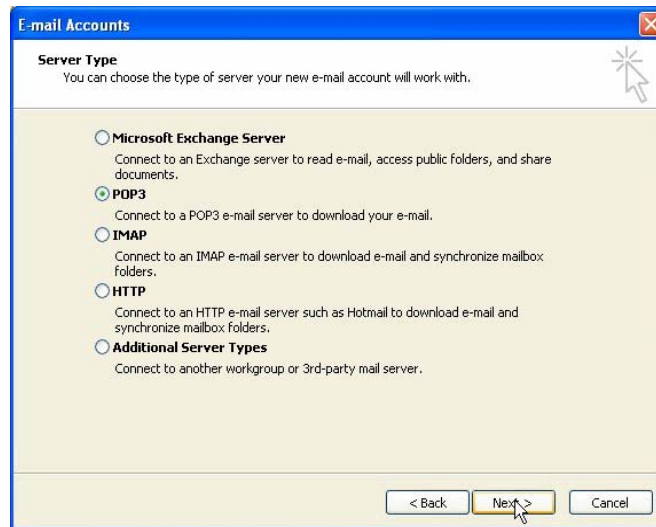 E-mail Accounts
Server Type
You can choose the type of server your new e-mail account will work with.
Microsoft Exchange Server
Connect to an Exchange server to read e-mail, access public folders, and share
documents.
POP3
Connect to a POP3 e-mail server to download your e-mail.
IMAP
Connect to an IMAP e-mail server to download e-mail and synchronize mailbox
folders.
HTTP
Connect to an HTTP e-mail server such as Hotmail to download e-mail and
synchronize mailbox folders.
Additional Server Types
Connect to another workgroup or 3rd-party mail server.
< Back Next > Cancel